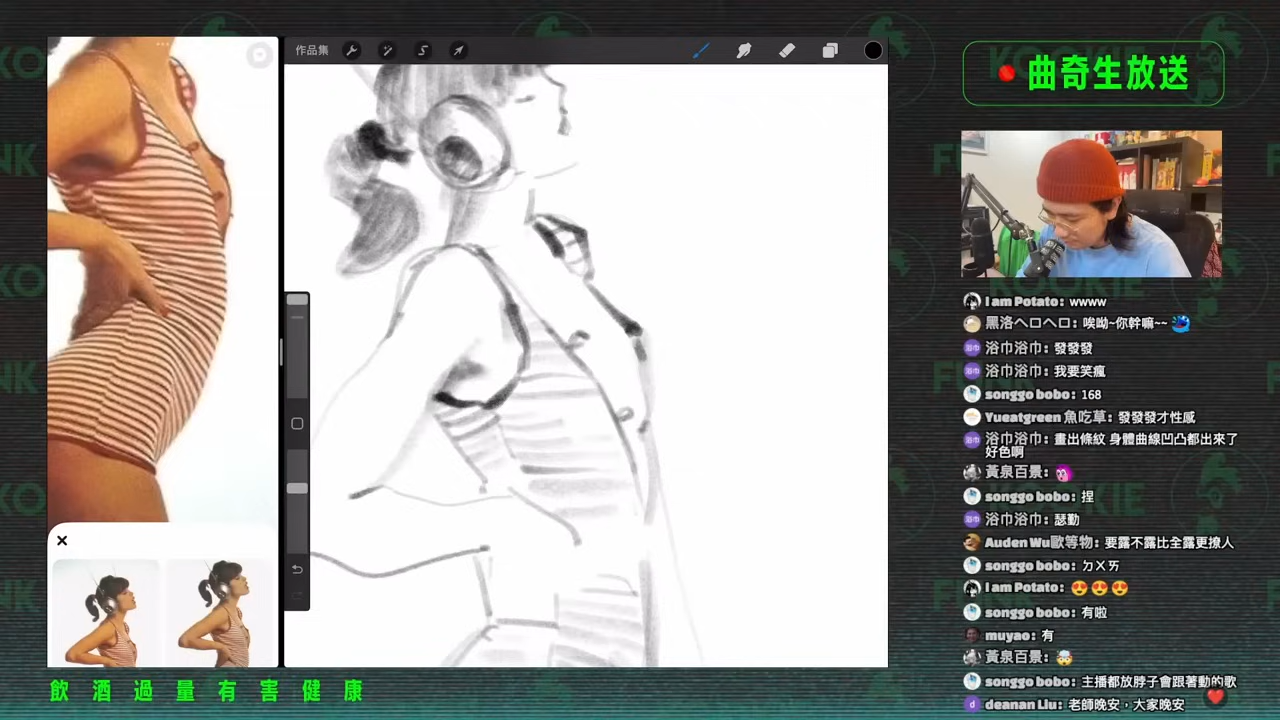 作品集
曲奇生放送
I am Potato: wwww
黑洛ヘロヘロ: 唉呦~你幹嘛~~
浴巾浴巾: 發發發
浴巾浴巾: 我要笑瘋
songgo bobo: 168
Yueatgreen 魚吃草: 發發發才性感
浴巾浴巾: 畫出條紋 身體曲線凹凸都出來了
好色啊
黃泉百景:
songgo bobo: 捏
浴巾浴巾: 瑟勤
Auden Wu歐等物: 要露不露比全露更撩人
songgo bobo: ㄉㄨㄞ
I am Potato: 😍😍😍
songgo bobo: 有啦
muyao: 有
黃泉百景: 🤯
songgo bobo: 主播都放脖子會跟著動的歌
deanan Liu: 老師晚安，大家晚安
飲酒過量有害健康